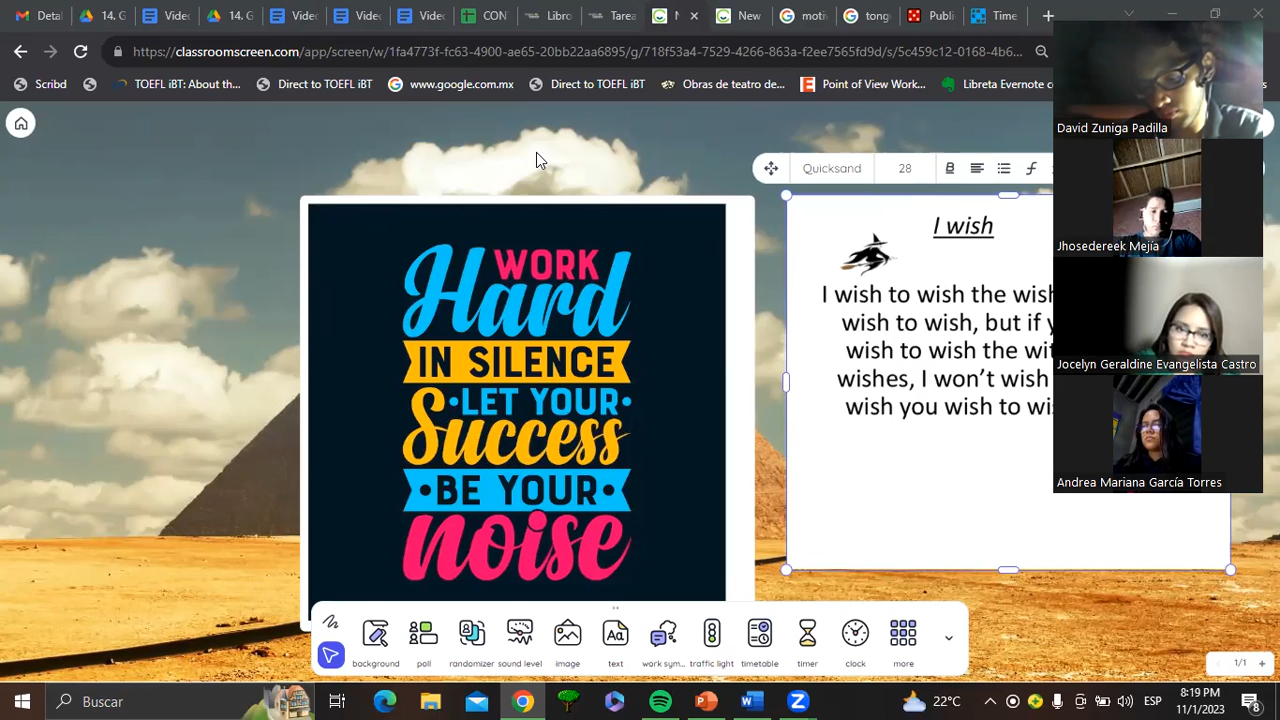 Detal
14. G
Vide
14. G
Vide
Vide
Vide
CON
Libro
Tarea
N
New
moti
tong
Publi
Time
https://classroomscreen.com/app/screen/w/1fa4773f-fc63-4900-ae65-20bb22aa6895/g/718f53a4-7529-4266-863a-f2ee7565fd9d/s/5c459c12-0168-4b6...
Scribd
TOEFL iBT: About th...
Direct to TOEFL iBT
www.google.com.mx
Direct to TOEFL iBT
Obras de teatro de...
Point of View Work...
Libreta Evernote co
Quicksand
28
B
WORK
Hard
IN SILENCE
•LET YOUR•
Success
•BE YOUR•
noise
I wish
I wish to wish the wish
wish to wish, but if y
wish to wish the wit
wishes, I won't wish
wish you wish to wis
David Zuniga Padilla
Jhosedereek Mejía
Jocelyn Geraldine Evangelista Castro
Andrea Mariana García Torres
background
poll
randomizer
sound level
image
Aa
text
work sym...
traffic light
timetable
timer
clock
more
1/1
Buscar
22°C
ESP
8:19 PM
11/1/2023
8